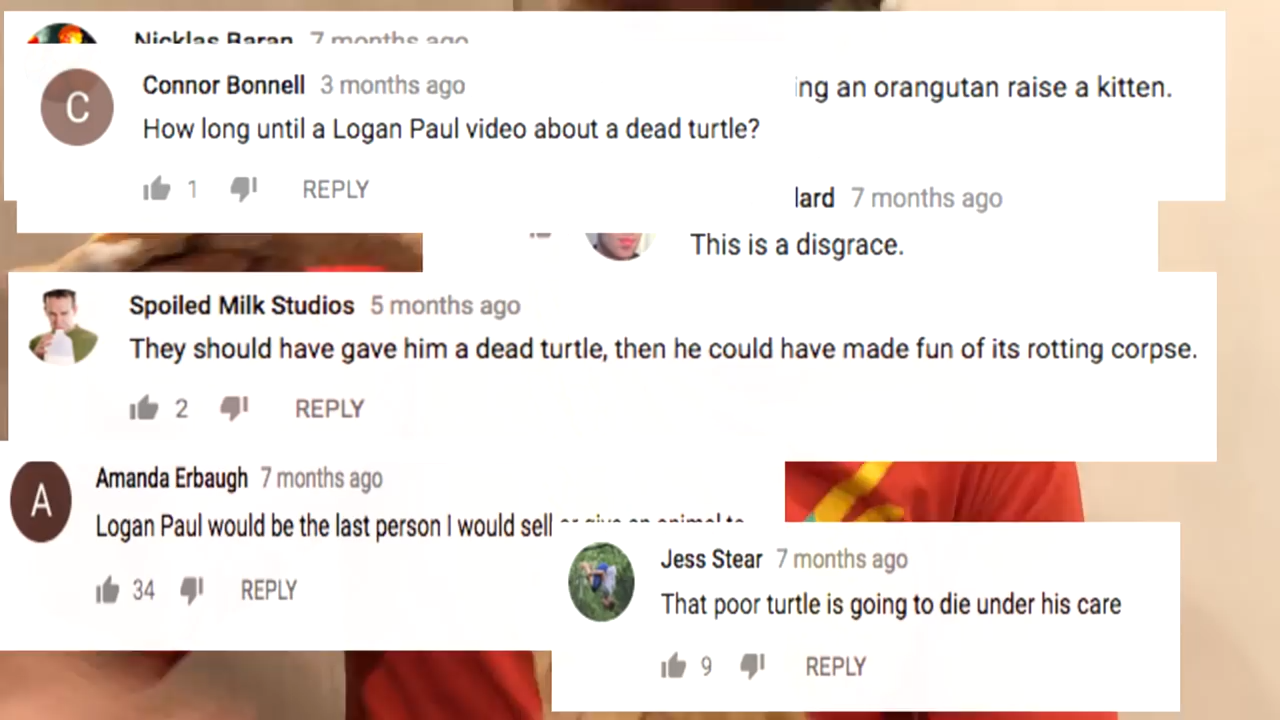 Nicklas Baran 7 months ago
C
Connor Bonnell 3 months ago
ing an orangutan raise a kitten.
How long until a Logan Paul video about a dead turtle?
1 REPLY
lard 7 months ago
This is a disgrace.
Spoiled Milk Studios 5 months ago
They should have gave him a dead turtle, then he could have made fun of its rotting corpse.
2 REPLY
A
Amanda Erbaugh 7 months ago
Logan Paul would be the last person I would sell or give an animal to
34 REPLY
Jess Stear 7 months ago
That poor turtle is going to die under his care
9 REPLY